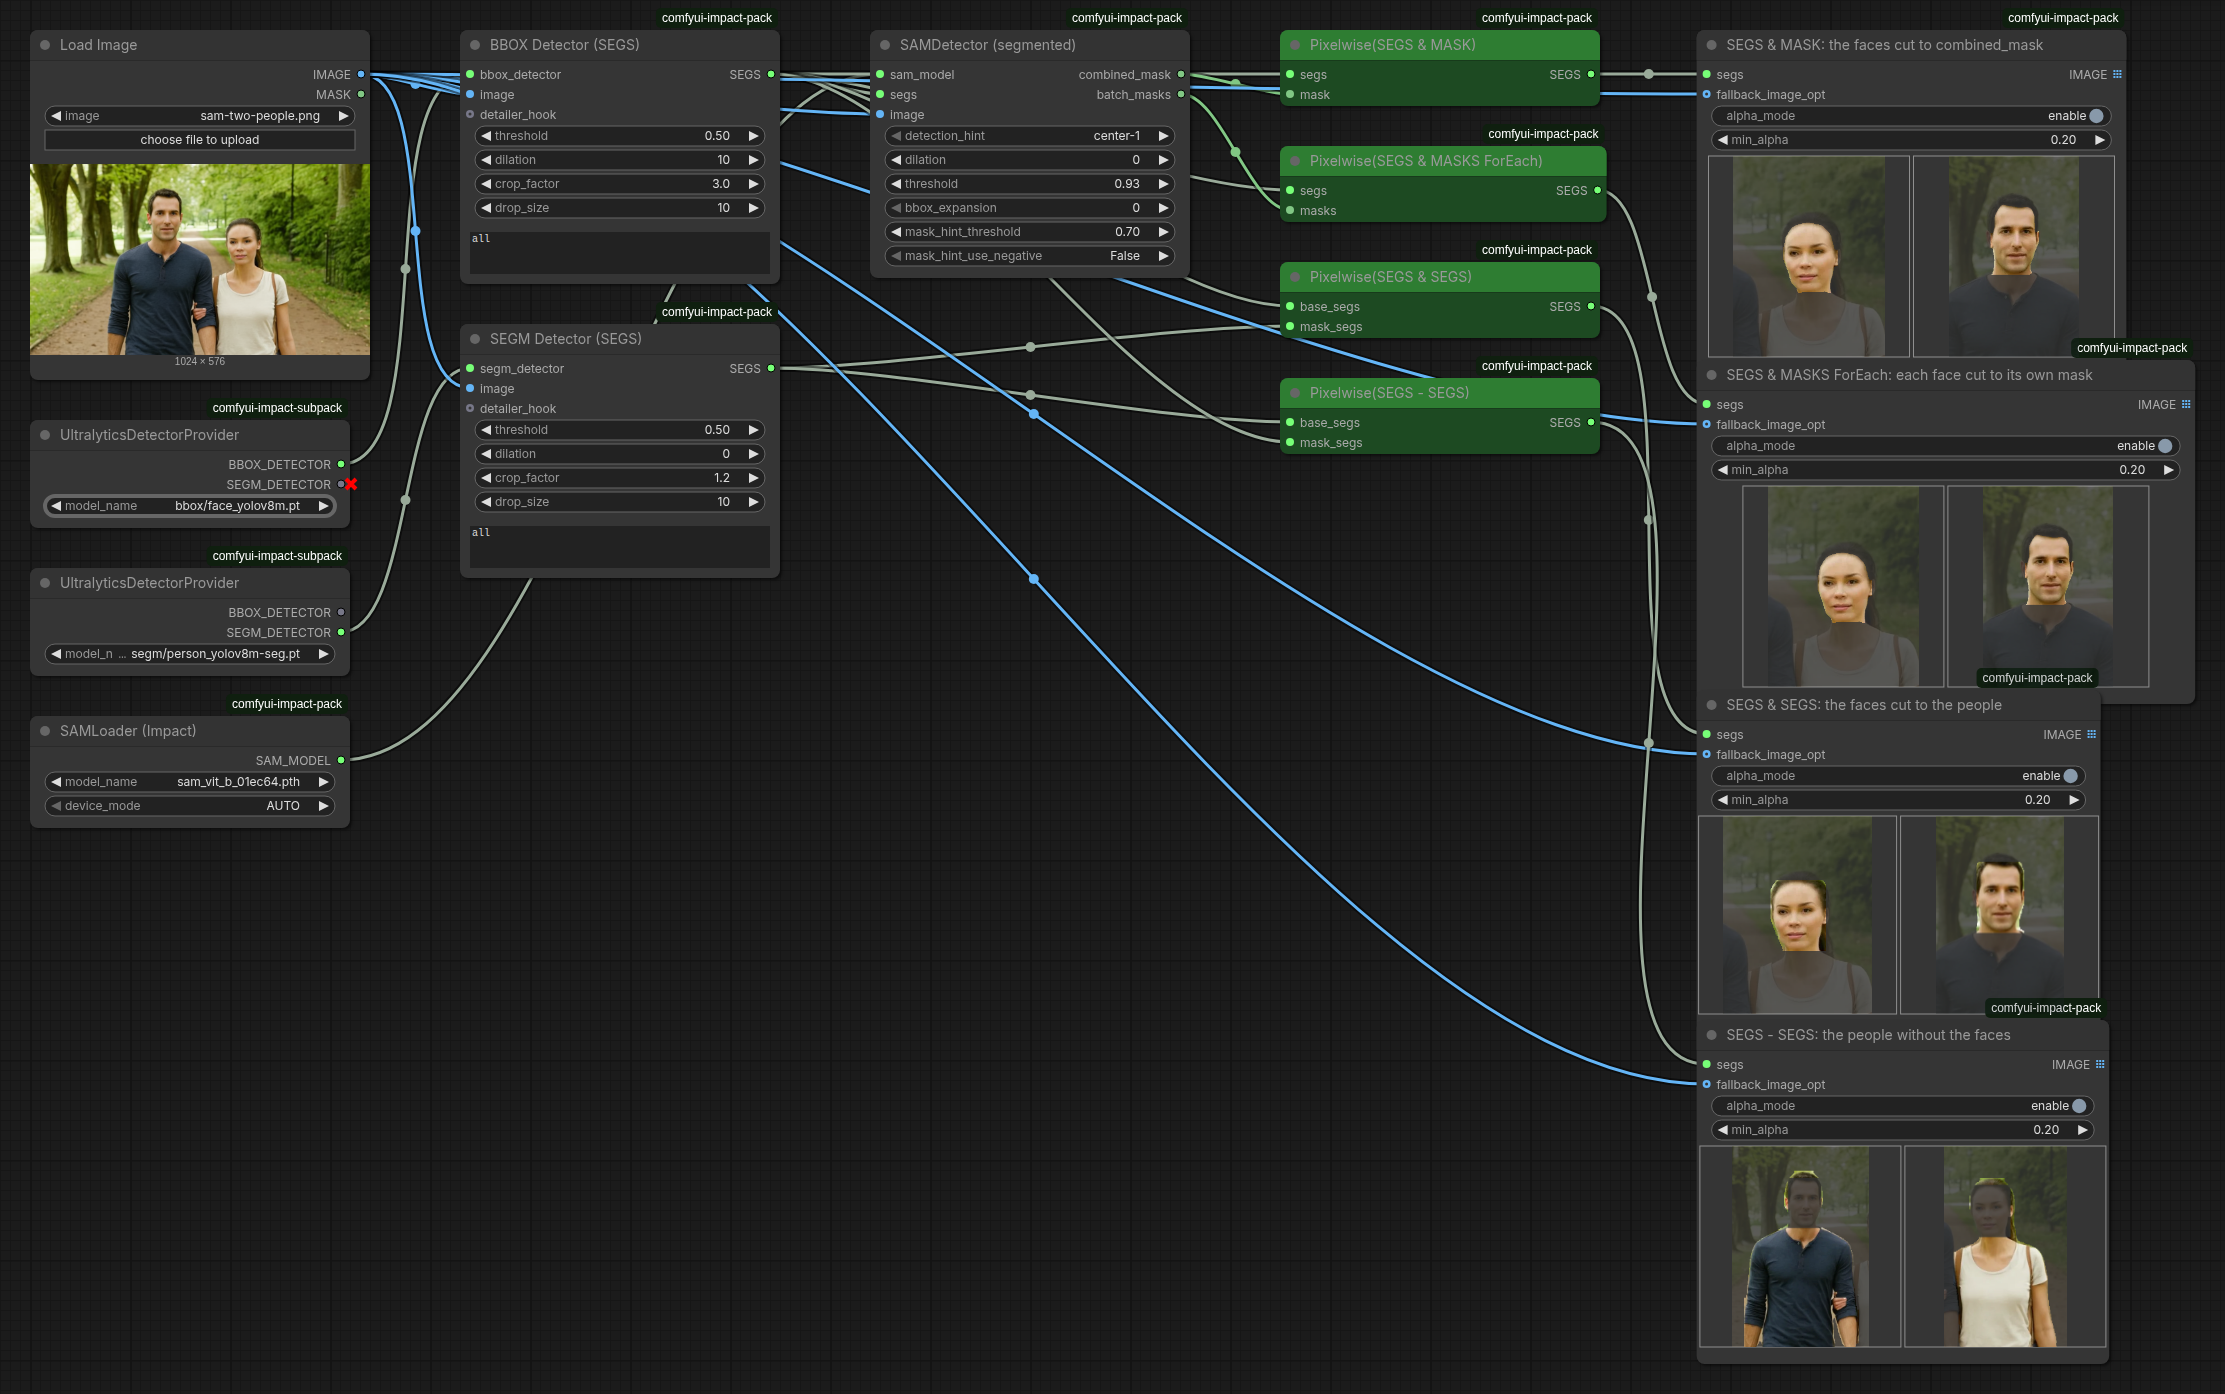 comfyui-impact-pack
comfyui-impact-pack
comfyui-impact-pack
comfyui-impact-pack
Load Image
IMAGE
MASK
image sam-two-people.png
choose file to upload
1024 × 576
comfyui-impact-subpack
UltralyticsDetectorProvider
BBOX_DETECTOR
SEGM_DETECTOR
model_name bbox/face_yolov8m.pt
comfyui-impact-subpack
UltralyticsDetectorProvider
BBOX_DETECTOR
SEGM_DETECTOR
model_n ... segm/person_yolov8m-seg.pt
comfyui-impact-pack
SAMLoader (Impact)
SAM_MODEL
model_name sam_vit_b_01ec64.pth
device_mode AUTO
BBOX Detector (SEGS)
bbox_detector SEGS
image
detailer_hook
threshold 0.50
dilation 10
crop_factor 3.0
drop_size 10
all
comfyui-impact-pack
SEGM Detector (SEGS)
segm_detector SEGS
image
detailer_hook
threshold 0.50
dilation 0
crop_factor 1.2
drop_size 10
all
SAMDetector (segmented)
sam_model combined_mask
segs batch_masks
image
detection_hint center-1
dilation 0
threshold 0.93
bbox_expansion 0
mask_hint_threshold 0.70
mask_hint_use_negative False
Pixelwise(SEGS & MASK)
segs SEGS
mask
comfyui-impact-pack
Pixelwise(SEGS & MASKS ForEach)
segs SEGS
masks
comfyui-impact-pack
Pixelwise(SEGS & SEGS)
base_segs SEGS
mask_segs
comfyui-impact-pack
Pixelwise(SEGS - SEGS)
base_segs SEGS
mask_segs
SEGS & MASK: the faces cut to combined_mask
segs IMAGE
fallback_image_opt
alpha_mode enable
min_alpha 0.20
comfyui-impact-pack
SEGS & MASKS ForEach: each face cut to its own mask
segs IMAGE
fallback_image_opt
alpha_mode enable
min_alpha 0.20
comfyui-impact-pack
SEGS & SEGS: the faces cut to the people
segs IMAGE
fallback_image_opt
alpha_mode enable
min_alpha 0.20
comfyui-impact-pack
SEGS - SEGS: the people without the faces
segs IMAGE
fallback_image_opt
alpha_mode enable
min_alpha 0.20